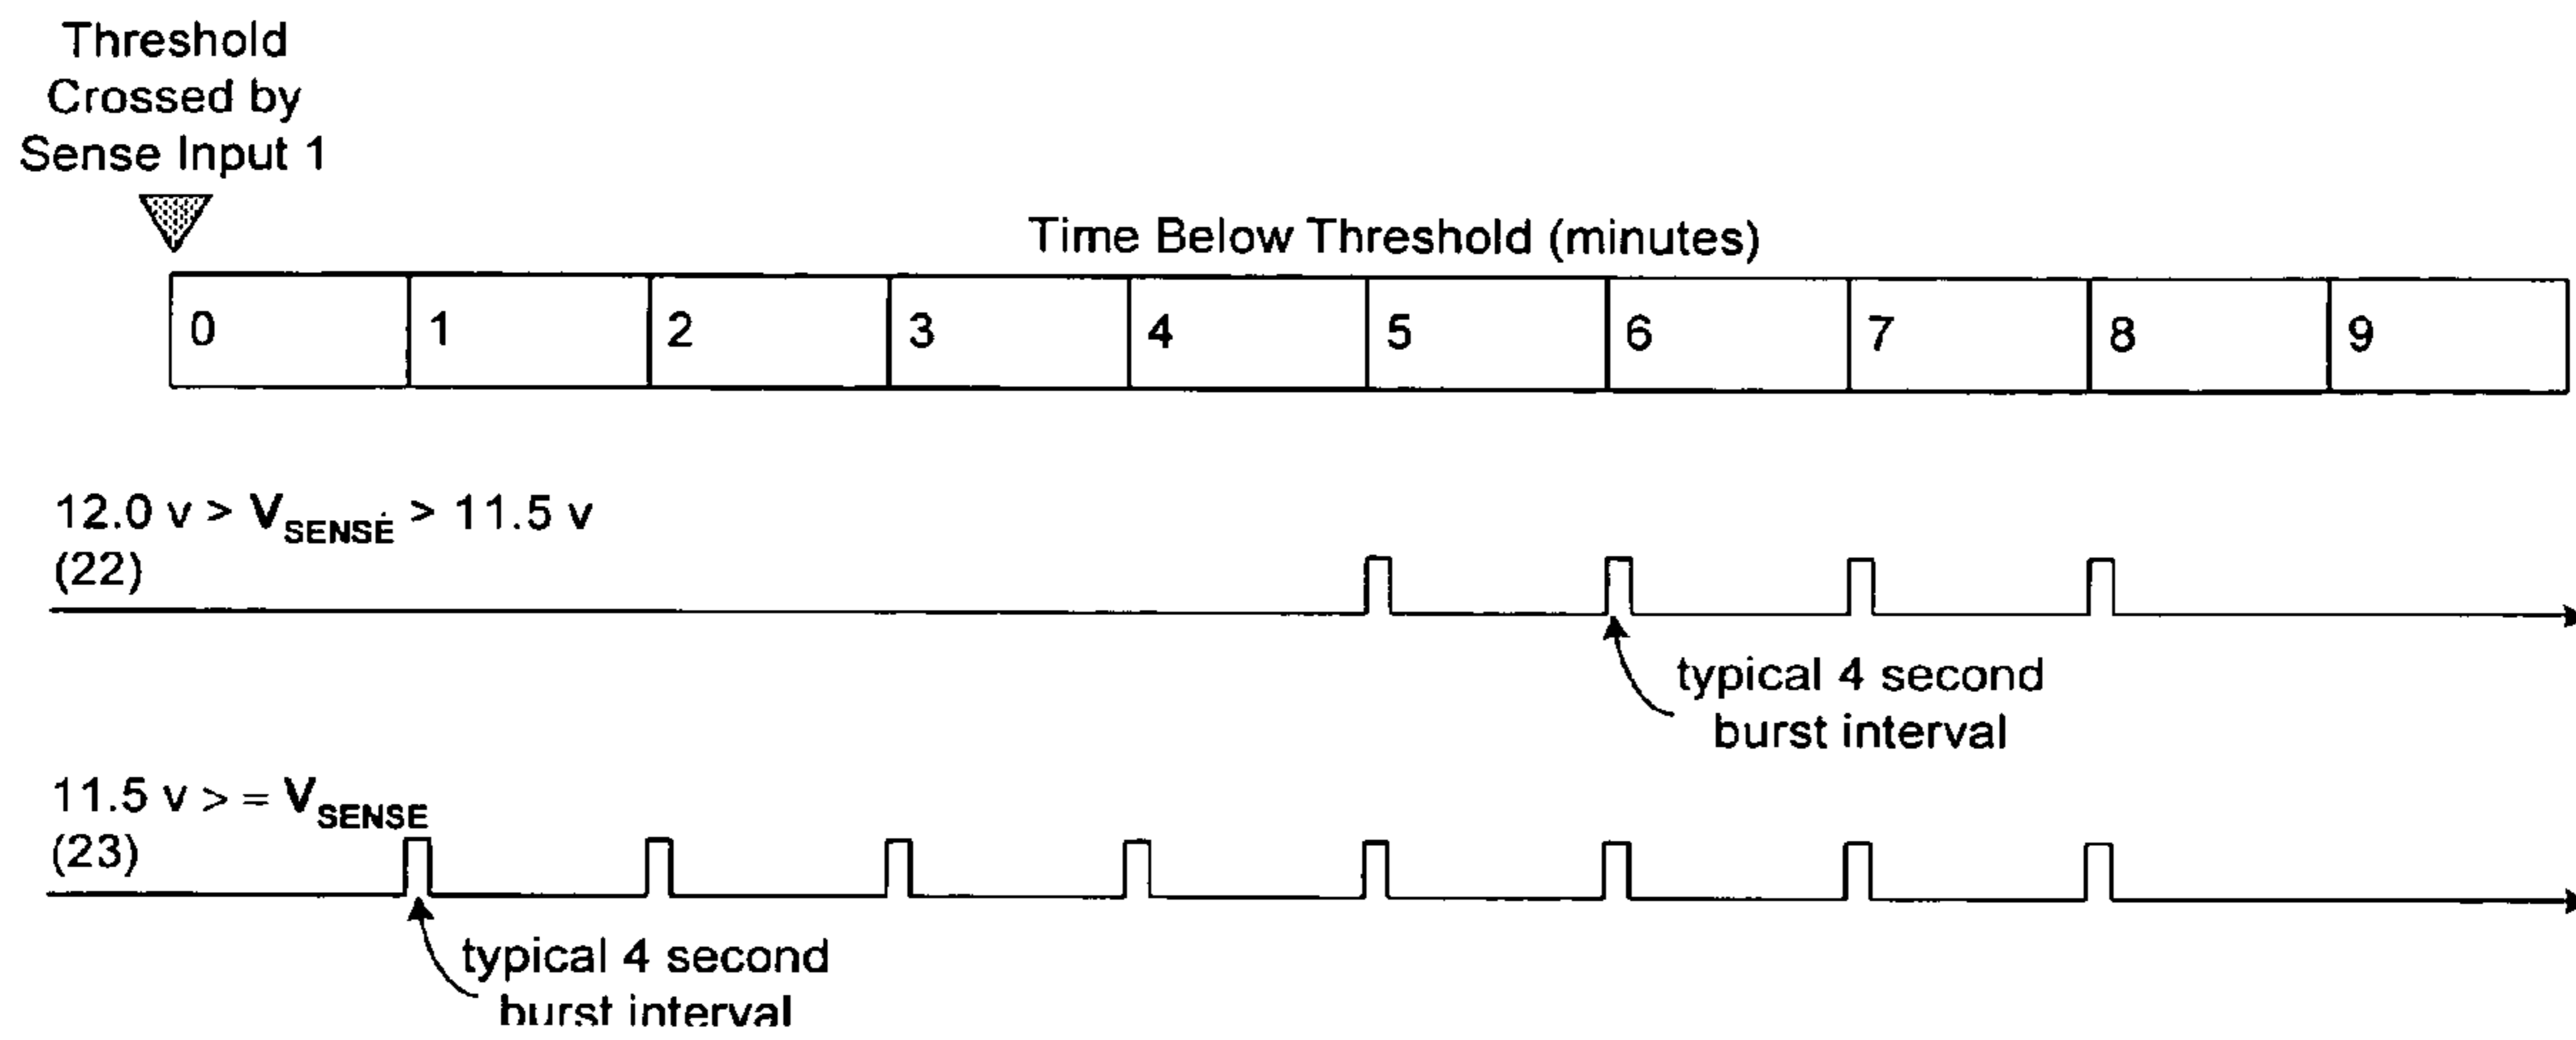 Threshold
Crossed by
Sense Input 1
Time Below Threshold (minutes)
0 1 2 3 4 5 6 7 8 9
12.0 v > VSENSE > 11.5 v
(22)
typical 4 second
burst interval
11.5 v > = VSENSE
(23)
typical 4 second
burst interval